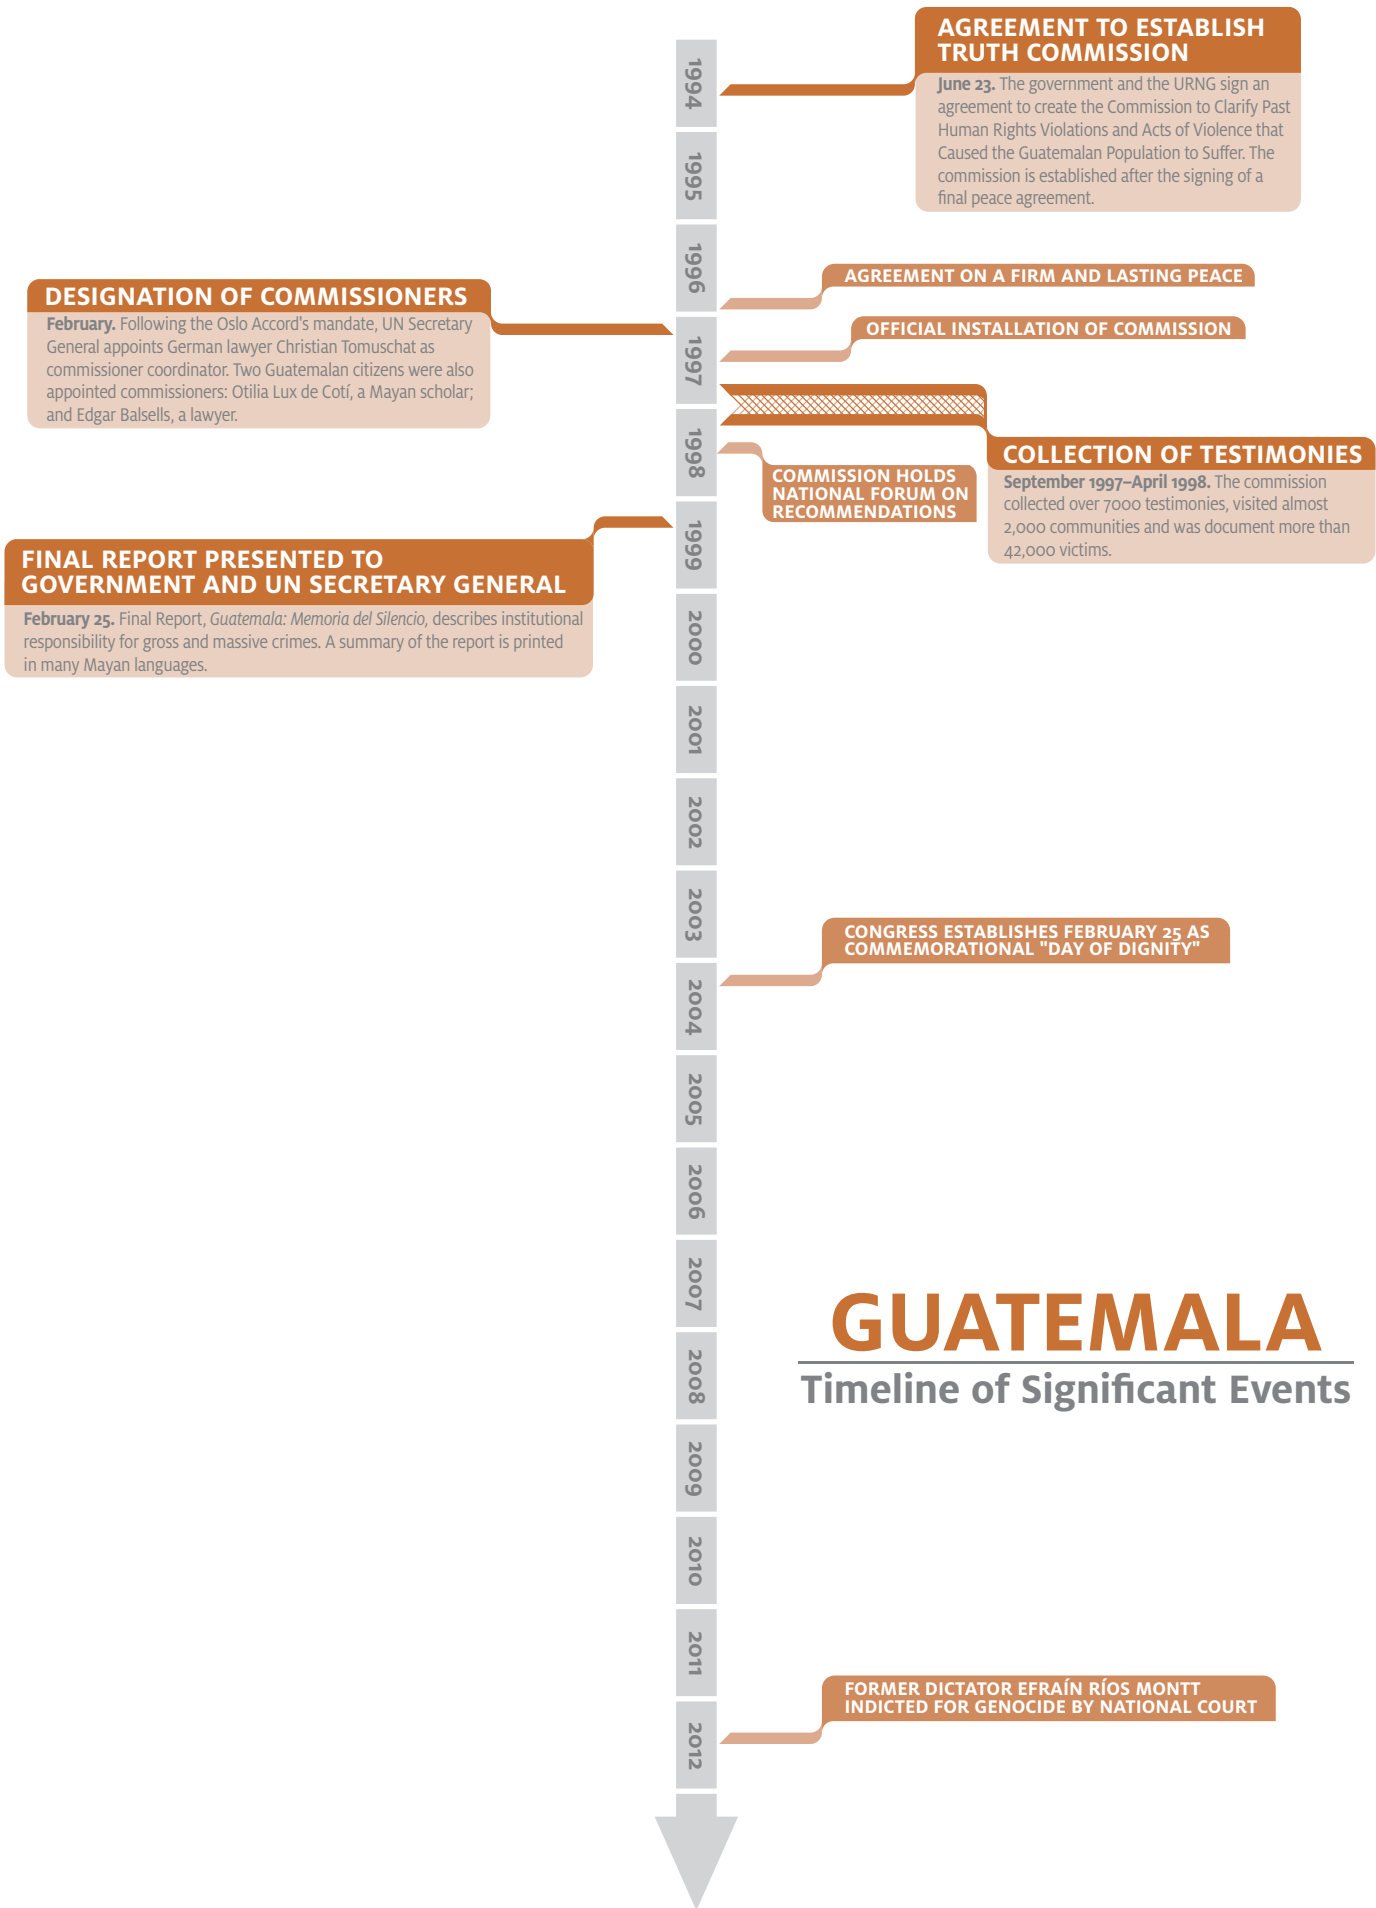 AGREEMENT TO ESTABLISH
TRUTH COMMISSION
June 23. The government and the URNG sign an
agreement to create the Commission to Clarify Past
Human Rights Violations and Acts of Violence that
Caused the Guatemalan Population to Suffer. The
commission is established after the signing of a
final peace agreement.
1994
1995
1996
AGREEMENT ON A FIRM AND LASTING PEACE
DESIGNATION OF COMMISSIONERS
February. Following the Oslo Accord's mandate, UN Secretary
General appoints German lawyer Christian Tomuschat as
commissioner coordinator. Two Guatemalan citizens were also
appointed commissioners: Otilia Lux de Cotí, a Mayan scholar;
and Edgar Balsells, a lawyer.
OFFICIAL INSTALLATION OF COMMISSION
1997
COLLECTION OF TESTIMONIES
September 1997–April 1998. The commission
collected over 7000 testimonies, visited almost
2,000 communities and was document more than
42,000 victims.
1998
COMMISSION HOLDS
NATIONAL FORUM ON
RECOMMENDATIONS
1999
FINAL REPORT PRESENTED TO
GOVERNMENT AND UN SECRETARY GENERAL
February 25. Final Report, Guatemala: Memoria del Silencio, describes institutional
responsibility for gross and massive crimes. A summary of the report is printed
in many Mayan languages.
2000
2001
2002
2003
CONGRESS ESTABLISHES FEBRUARY 25 AS
COMMEMORATIONAL "DAY OF DIGNITY"
2004
2005
2006
2007
GUATEMALA
Timeline of Significant Events
2008
2009
2010
2011
FORMER DICTATOR EFRAÍN RÍOS MONTT
INDICTED FOR GENOCIDE BY NATIONAL COURT
2012